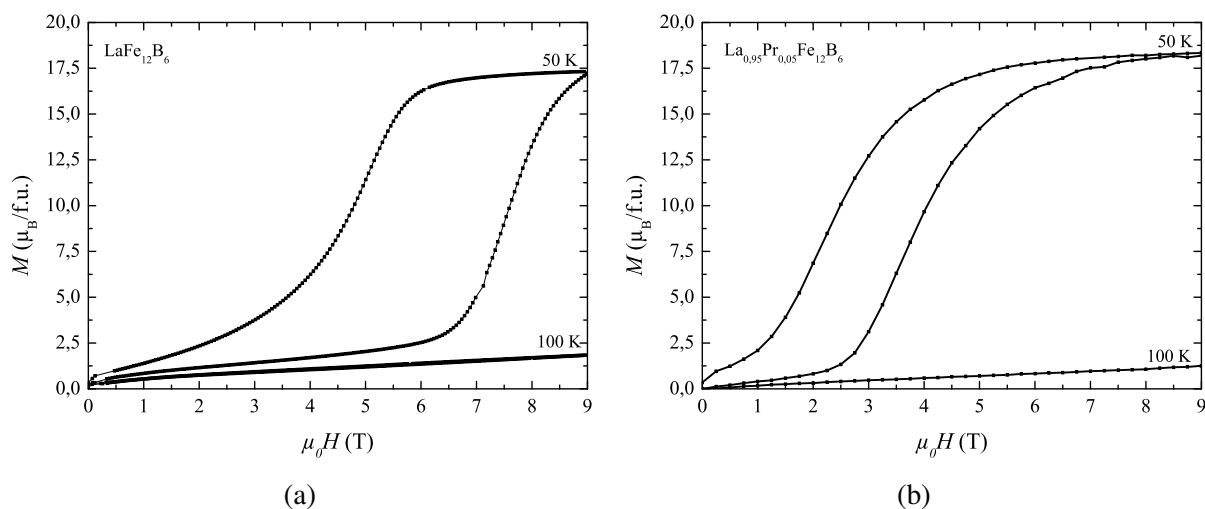 LaFe₁₂B₆
50 K
100 K
M (μ_B/f.u.)
20,0
17,5
15,0
12,5
10,0
7,5
5,0
2,5
0,0
0 1 2 3 4 5 6 7 8 9
μ₀H (T)
(a)
La₀,₉₅Pr₀,₀₅Fe₁₂B₆
50 K
100 K
M (μ_B/f.u.)
20,0
17,5
15,0
12,5
10,0
7,5
5,0
2,5
0,0
0 1 2 3 4 5 6 7 8 9
μ₀H (T)
(b)